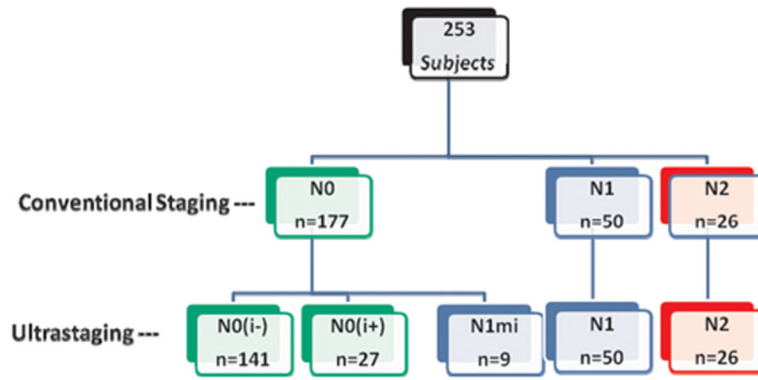 253
Subjects
Conventional Staging ---
N0
n=177
N1
n=50
N2
n=26
Ultrastaging ---
N0(i-)
n=141
N0(i+)
n=27
N1mi
n=9
N1
n=50
N2
n=26